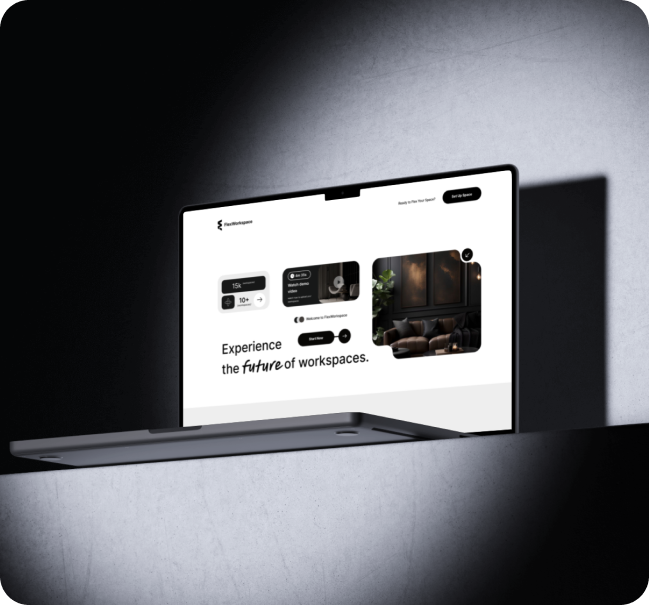 FlexWorkspace
Ready to Flex Your Space?
Set Up Space
15k
10+
Watch demo
video
Welcome to FlexWorkspace
Start Now
Experience
the future of workspaces.